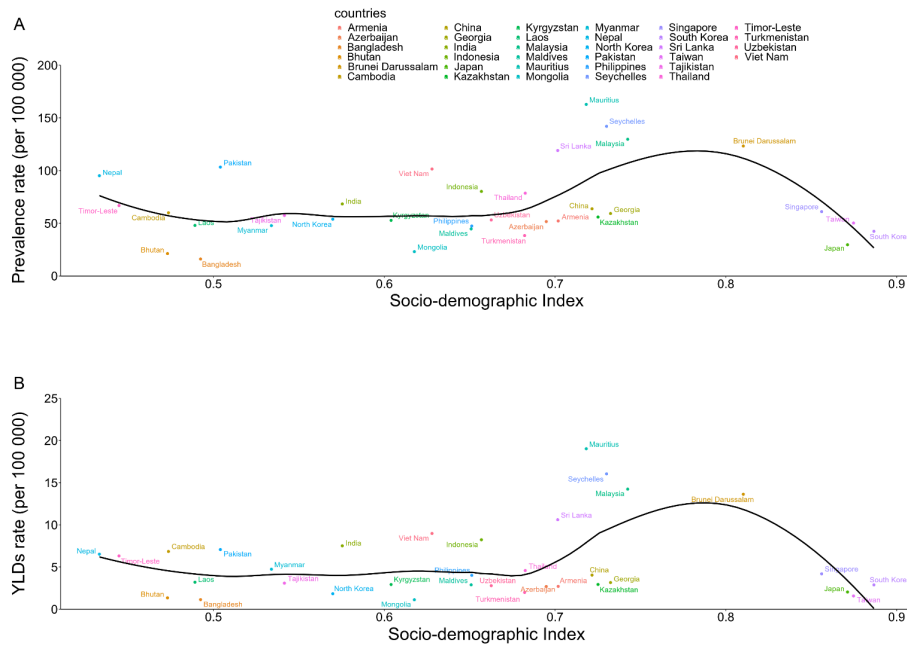 A
countries
Armenia China Kyrgyzstan Myanmar Singapore Timor-Leste
Azerbaijan Georgia Laos Nepal South Korea Turkmenistan
Bangladesh India Malaysia North Korea Sri Lanka Uzbekistan
Bhutan Indonesia Maldives Pakistan Taiwan Viet Nam
Brunei Darussalam Japan Mauritius Philippines Tajikistan
Cambodia Kazakhstan Mongolia Seychelles Thailand
Prevalence rate (per 100 000)
200
150
100
50
0
Mauritius
Seychelles
Malaysia
Sri Lanka
Brunei Darussalam
Pakistan
Nepal
Viet Nam
Indonesia
Thailand
Timor-Leste
India
China
Georgia
Singapore
Cambodia
Tajikistan
Laos
Myanmar
North Korea
Kyrgyzstan
Philippines
Maldives
Uzbekistan
Turkmenistan
Azerbaijan
Armenia
Kazakhstan
Taiwan
South Kore
Japan
Mongolia
Bhutan
Bangladesh
0.5 0.6 0.7 0.8 0.9
Socio-demographic Index
B
YLDs rate (per 100 000)
25
20
15
10
5
0
Mauritius
Seychelles
Malaysia
Brunei Darussalam
Sri Lanka
Viet Nam
Indonesia
India
Nepal
Pakistan
Cambodia
Timor-Leste
Myanmar
Thailand
Philippines
Singapore
China
Georgia
Laos
Tajikistan
Kyrgyzstan
Maldives
Uzbekistan
Armenia
Azerbaijan
Kazakhstan
South Kore
Japan
Taiwan
Turkmenistan
North Korea
Bhutan
Bangladesh
Mongolia
0.5 0.6 0.7 0.8 0.9
Socio-demographic Index